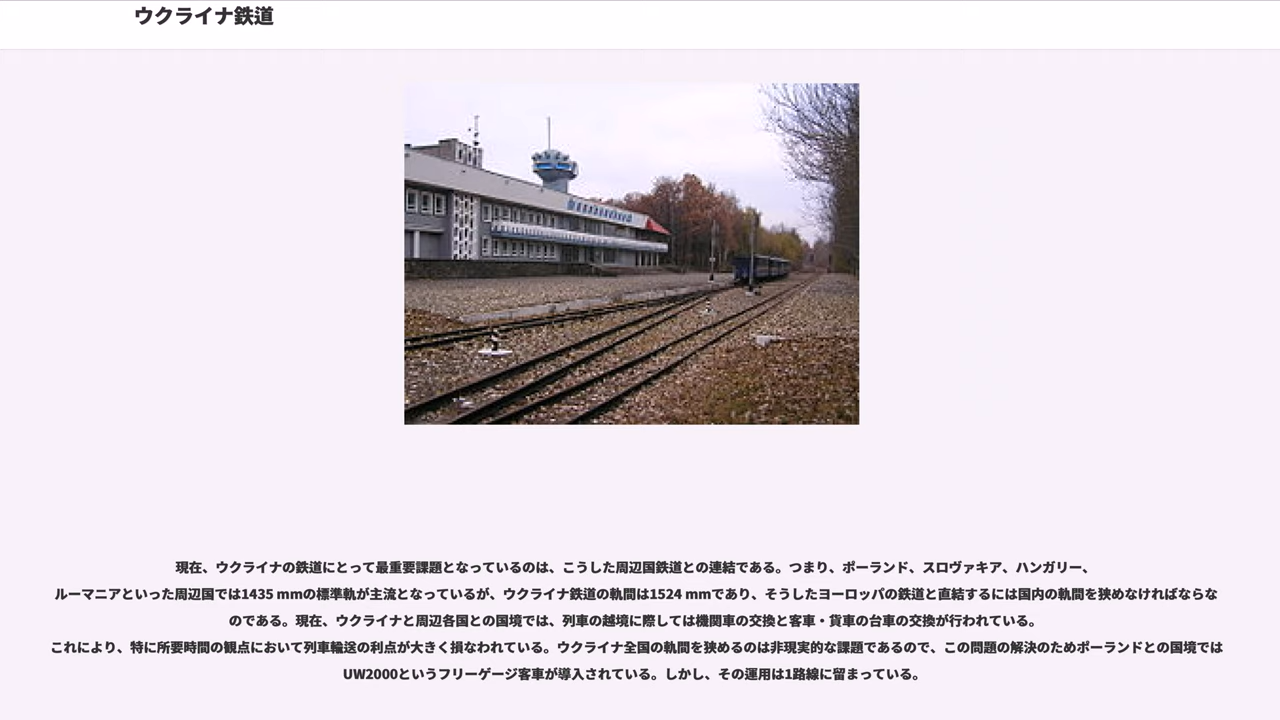 ウクライナ鉄道
現在、ウクライナの鉄道にとって最重要課題となっているのは、こうした周辺国鉄道との連結である。つまり、ポーランド、スロヴァキア、ハンガリー、
ルーマニアといった周辺国では1435 mmの標準軌が主流となっているが、ウクライナ鉄道の軌間は1524 mmであり、そうしたヨーロッパの鉄道と直結するには国内の軌間を狭めなければならな
のである。現在、ウクライナと周辺各国との国境では、列車の越境に際しては機関車の交換と客車・貨車の台車の交換が行われている。
これにより、特に所要時間の観点において列車輸送の利点が大きく損なわれている。ウクライナ全国の軌間を狭めるのは非現実的な課題であるので、この問題の解決のためポーランドとの国境では
UW2000というフリーゲージ客車が導入されている。しかし、その運用は1路線に留まっている。